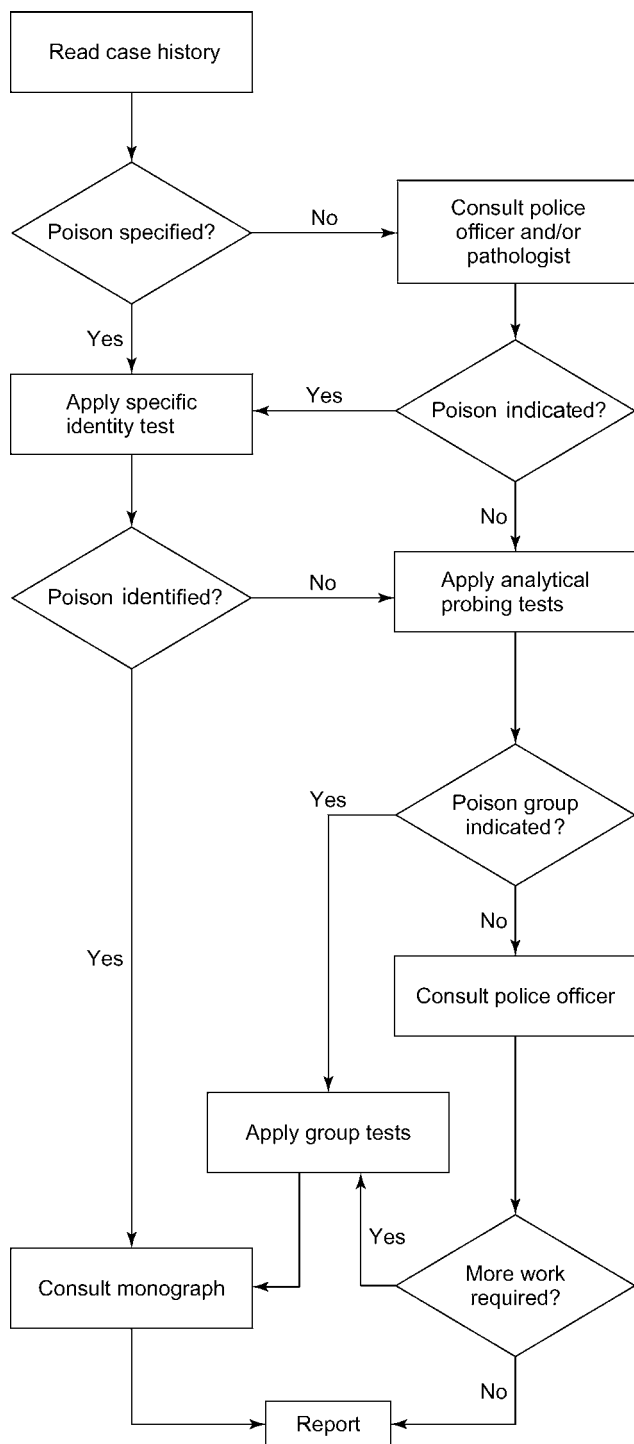 Read case history
Poison specified?
No
Consult police
officer and/or
pathologist
Yes
Apply specific
identity test
Yes
Poison indicated?
No
Poison identified?
No
Apply analytical
probing tests
Yes
Poison group
indicated?
No
Yes
Consult police officer
Apply group tests
Yes
Consult monograph
More work
required?
No
Report